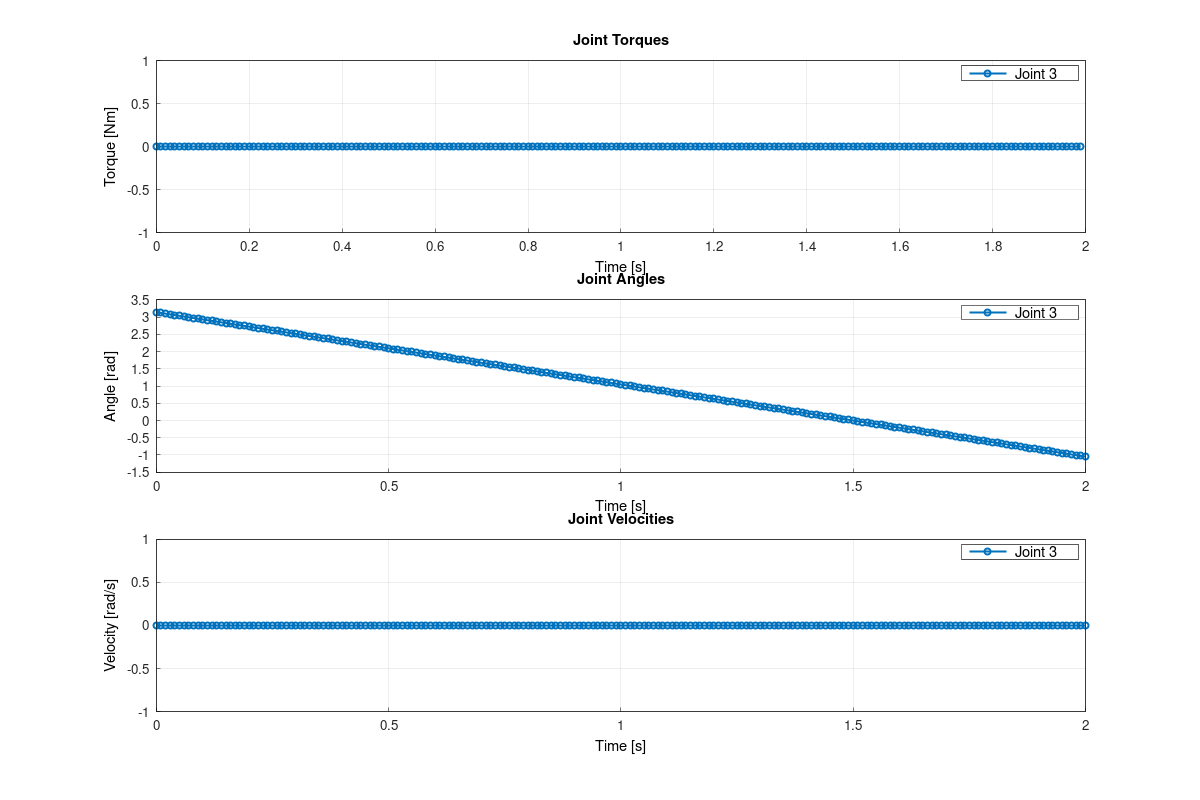 Joint Torques
Joint 3
Torque [Nm]
1
0.5
0
-0.5
-1
0 0.2 0.4 0.6 0.8 1 1.2 1.4 1.6 1.8 2
Time [s]
Joint Angles
Joint 3
Angle [rad]
3.5
3
2.5
2
1.5
1
0.5
0
-0.5
-1
-1.5
0 0.5 1 1.5 2
Time [s]
Joint Velocities
Joint 3
Velocity [rad/s]
1
0.5
0
-0.5
-1
0 0.5 1 1.5 2
Time [s]